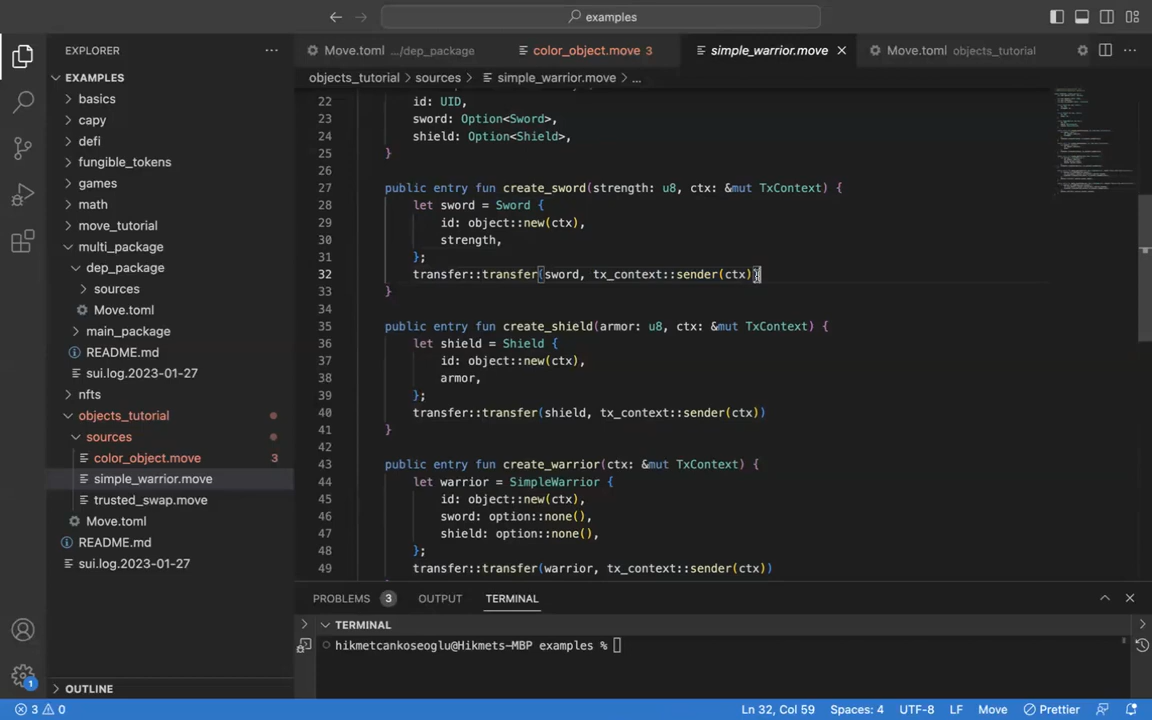 examples
EXPLORER
EXAMPLES
basics
capy
defi
fungible_tokens
games
math
move_tutorial
multi_package
dep_package
sources
Move.toml
main_package
README.md
sui.log.2023-01-27
nfts
objects_tutorial
sources
color_object.move 3
simple_warrior.move
trusted_swap.move
Move.toml
README.md
sui.log.2023-01-27
OUTLINE
Move.toml .../dep_package
color_object.move 3
simple_warrior.move
Move.toml objects_tutorial
objects_tutorial > sources > simple_warrior.move > ...
22 id: UID,
23 sword: Option<Sword>,
24 shield: Option<Shield>,
25 }
26
27 public entry fun create_sword(strength: u8, ctx: &mut TxContext) {
28 let sword = Sword {
29 id: object::new(ctx),
30 strength,
31 };
32 transfer::transfer(sword, tx_context::sender(ctx))
33 }
34
35 public entry fun create_shield(armor: u8, ctx: &mut TxContext) {
36 let shield = Shield {
37 id: object::new(ctx),
38 armor,
39 };
40 transfer::transfer(shield, tx_context::sender(ctx))
41 }
42
43 public entry fun create_warrior(ctx: &mut TxContext) {
44 let warrior = SimpleWarrior {
45 id: object::new(ctx),
46 sword: option::none(),
47 shield: option::none(),
48 };
49 transfer::transfer(warrior, tx_context::sender(ctx))
PROBLEMS 3 OUTPUT TERMINAL
TERMINAL
hikmetcankoseoglu@Hikmets-MBP examples %
1
3 0 Ln 32, Col 59 Spaces: 4 UTF-8 LF Move Prettier